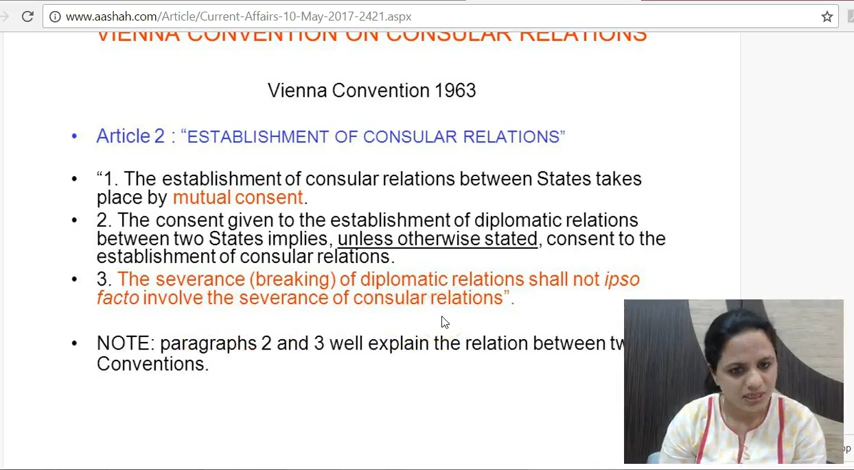 www.aashah.com/Article/Current-Affairs-10-May-2017-2421.aspx
VIENNA CONVENTION ON CONSULAR RELATIONS
Vienna Convention 1963
• Article 2 : “ESTABLISHMENT OF CONSULAR RELATIONS”
• “1. The establishment of consular relations between States takes
place by mutual consent.
• 2. The consent given to the establishment of diplomatic relations
between two States implies, unless otherwise stated, consent to the
establishment of consular relations.
• 3. The severance (breaking) of diplomatic relations shall not ipso
facto involve the severance of consular relations”.
• NOTE: paragraphs 2 and 3 well explain the relation between tw
Conventions.